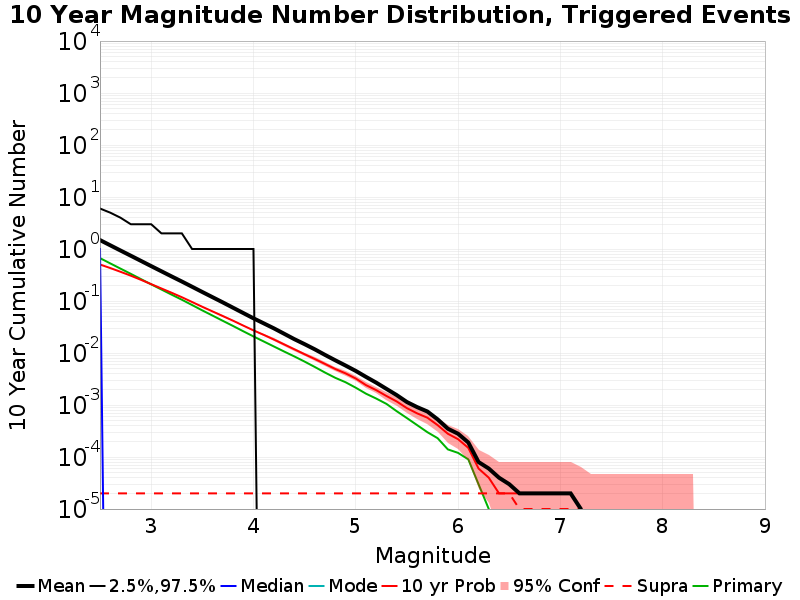 10 Year Magnitude Number Distribution, Triggered Events
10^4
10^3
10^2
10^1
10^0
10^-1
10^-2
10^-3
10^-4
10^-5
10 Year Cumulative Number
3 4 5 6 7 8 9
Magnitude
Mean 2.5%,97.5% Median Mode 10 yr Prob 95% Conf Supra Primary